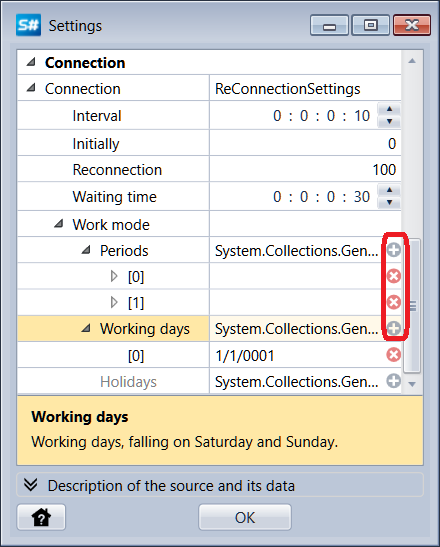 S# Settings
Connection
Connection ReConnectionSettings
Interval 0 : 0 : 0 : 10
Initially 0
Reconnection 100
Waiting time 0 : 0 : 0 : 30
Work mode
Periods System.Collections.Gen...
[0]
[1]
Working days System.Collections.Gen...
[0] 1/1/0001
Holidays System.Collections.Gen...
Working days
Working days, falling on Saturday and Sunday.
Description of the source and its data
OK